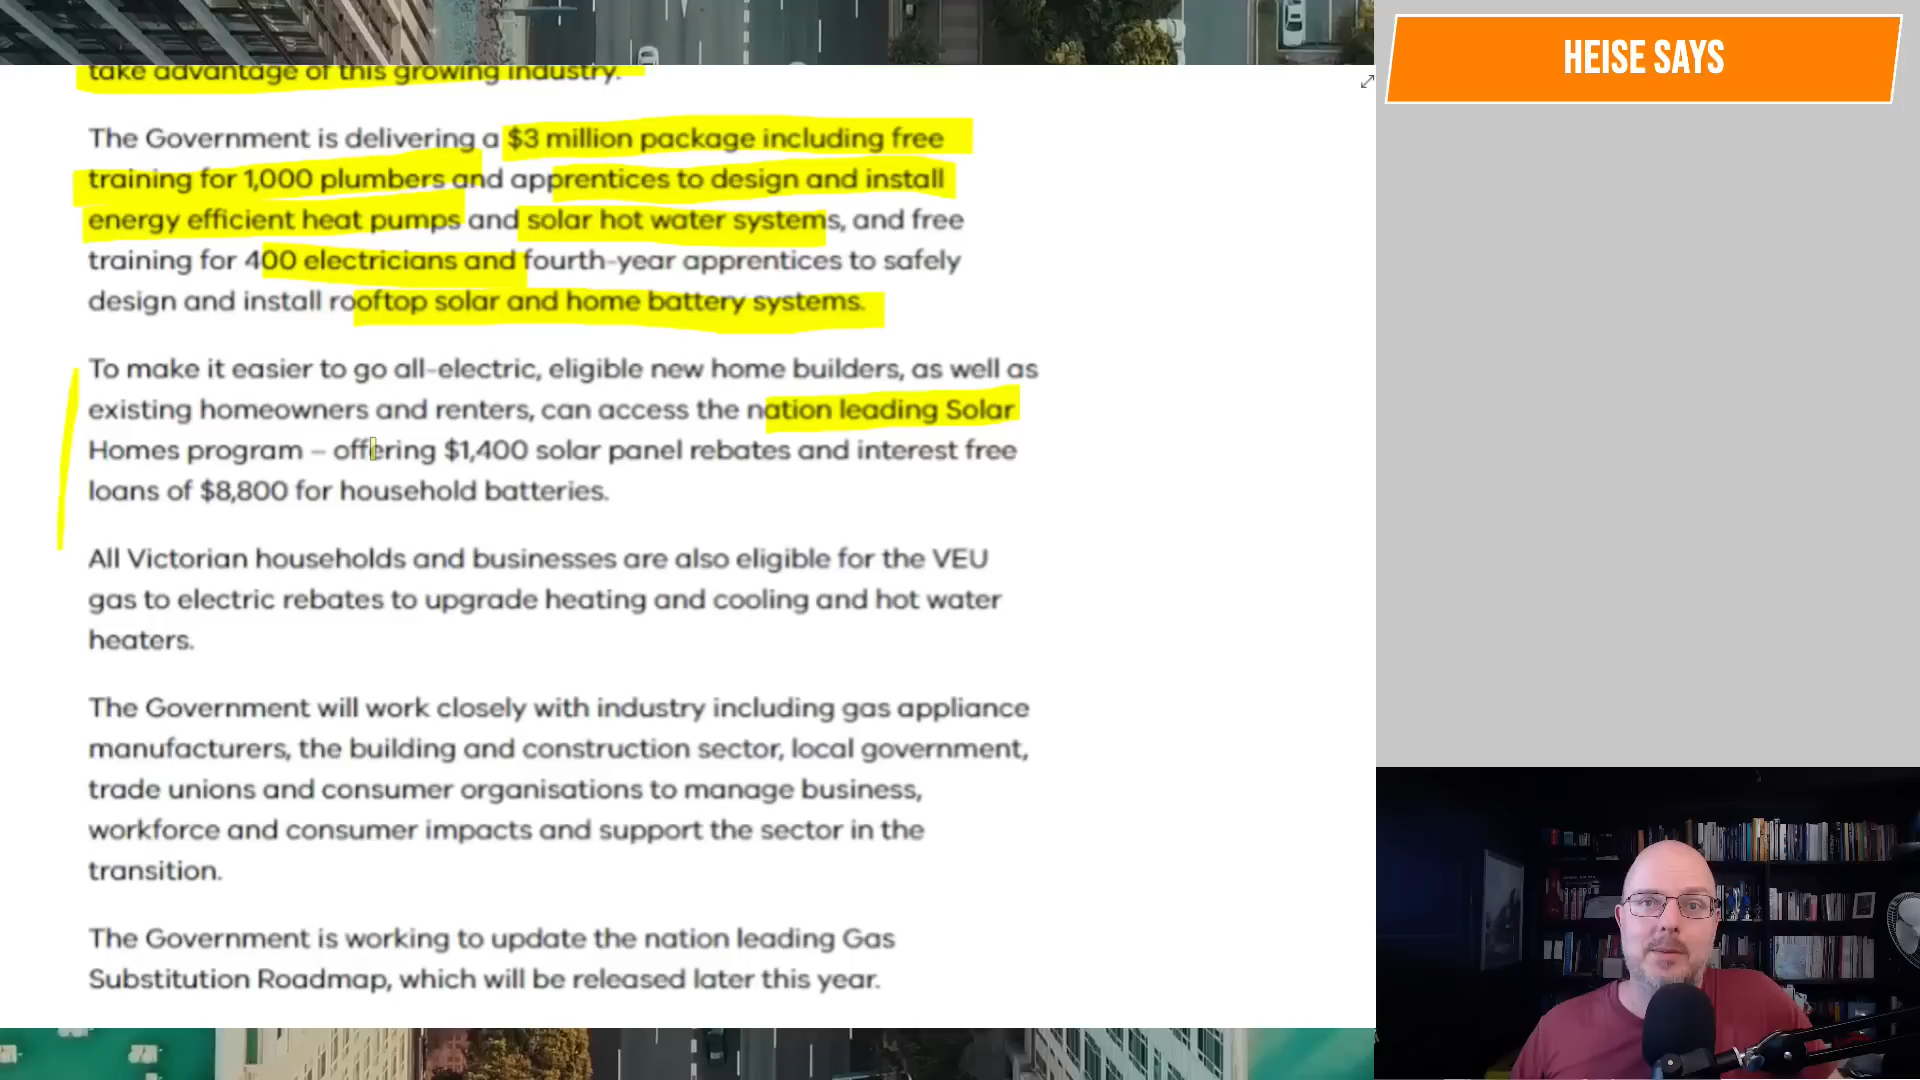 take advantage of this growing industry.
HEISE SAYS
The Government is delivering a $3 million package including free
training for 1,000 plumbers and apprentices to design and install
energy efficient heat pumps and solar hot water systems, and free
training for 400 electricians and fourth-year apprentices to safely
design and install rooftop solar and home battery systems.
To make it easier to go all-electric, eligible new home builders, as well as
existing homeowners and renters, can access the nation leading Solar
Homes program – offering $1,400 solar panel rebates and interest free
loans of $8,800 for household batteries.
All Victorian households and businesses are also eligible for the VEU
gas to electric rebates to upgrade heating and cooling and hot water
heaters.
The Government will work closely with industry including gas appliance
manufacturers, the building and construction sector, local government,
trade unions and consumer organisations to manage business,
workforce and consumer impacts and support the sector in the
transition.
The Government is working to update the nation leading Gas
Substitution Roadmap, which will be released later this year.